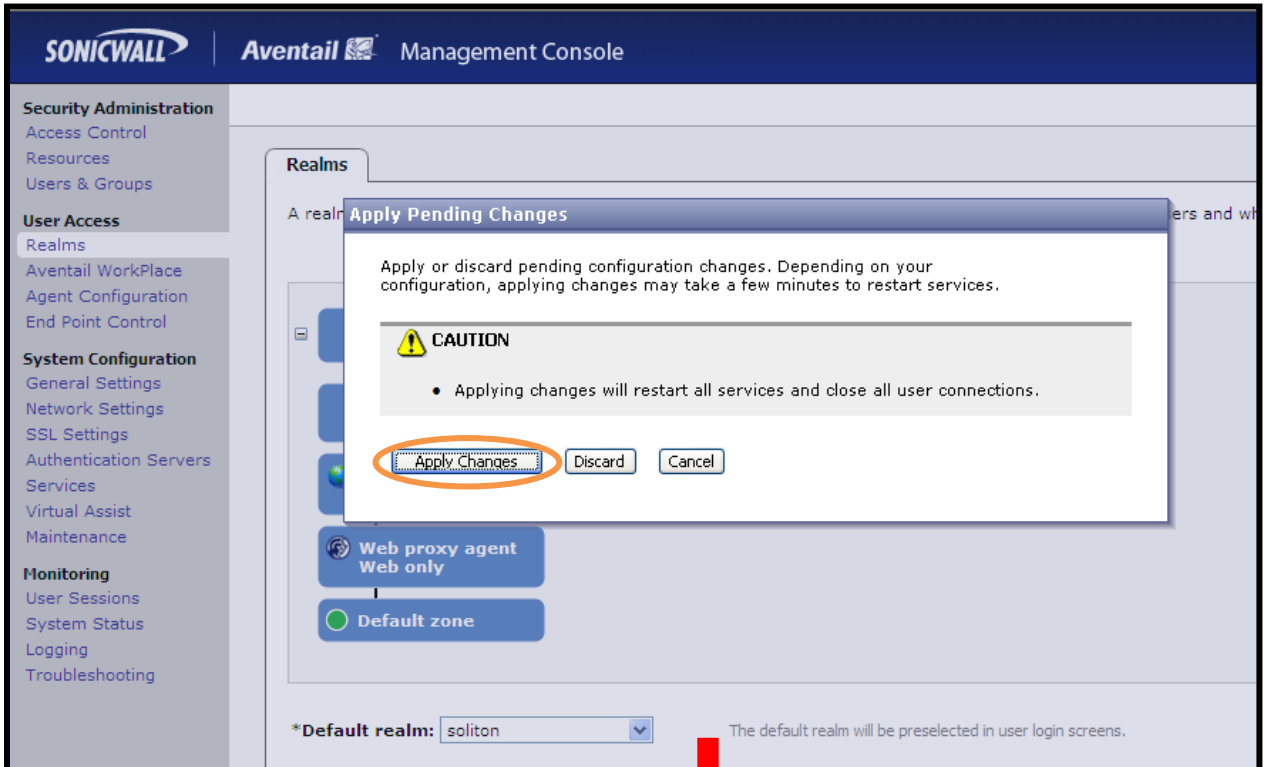 SONICWALL Aventail Management Console
Security Administration
Access Control
Resources
Users & Groups
User Access
Realms
Aventail WorkPlace
Agent Configuration
End Point Control
System Configuration
General Settings
Network Settings
SSL Settings
Authentication Servers
Services
Virtual Assist
Maintenance
Monitoring
User Sessions
System Status
Logging
Troubleshooting
Realms
A realm
ers and wh
Apply Pending Changes
Apply or discard pending configuration changes. Depending on your
configuration, applying changes may take a few minutes to restart services.
CAUTION
• Applying changes will restart all services and close all user connections.
Apply Changes Discard Cancel
Web proxy agent
Web only
Default zone
*Default realm: soliton The default realm will be preselected in user login screens.